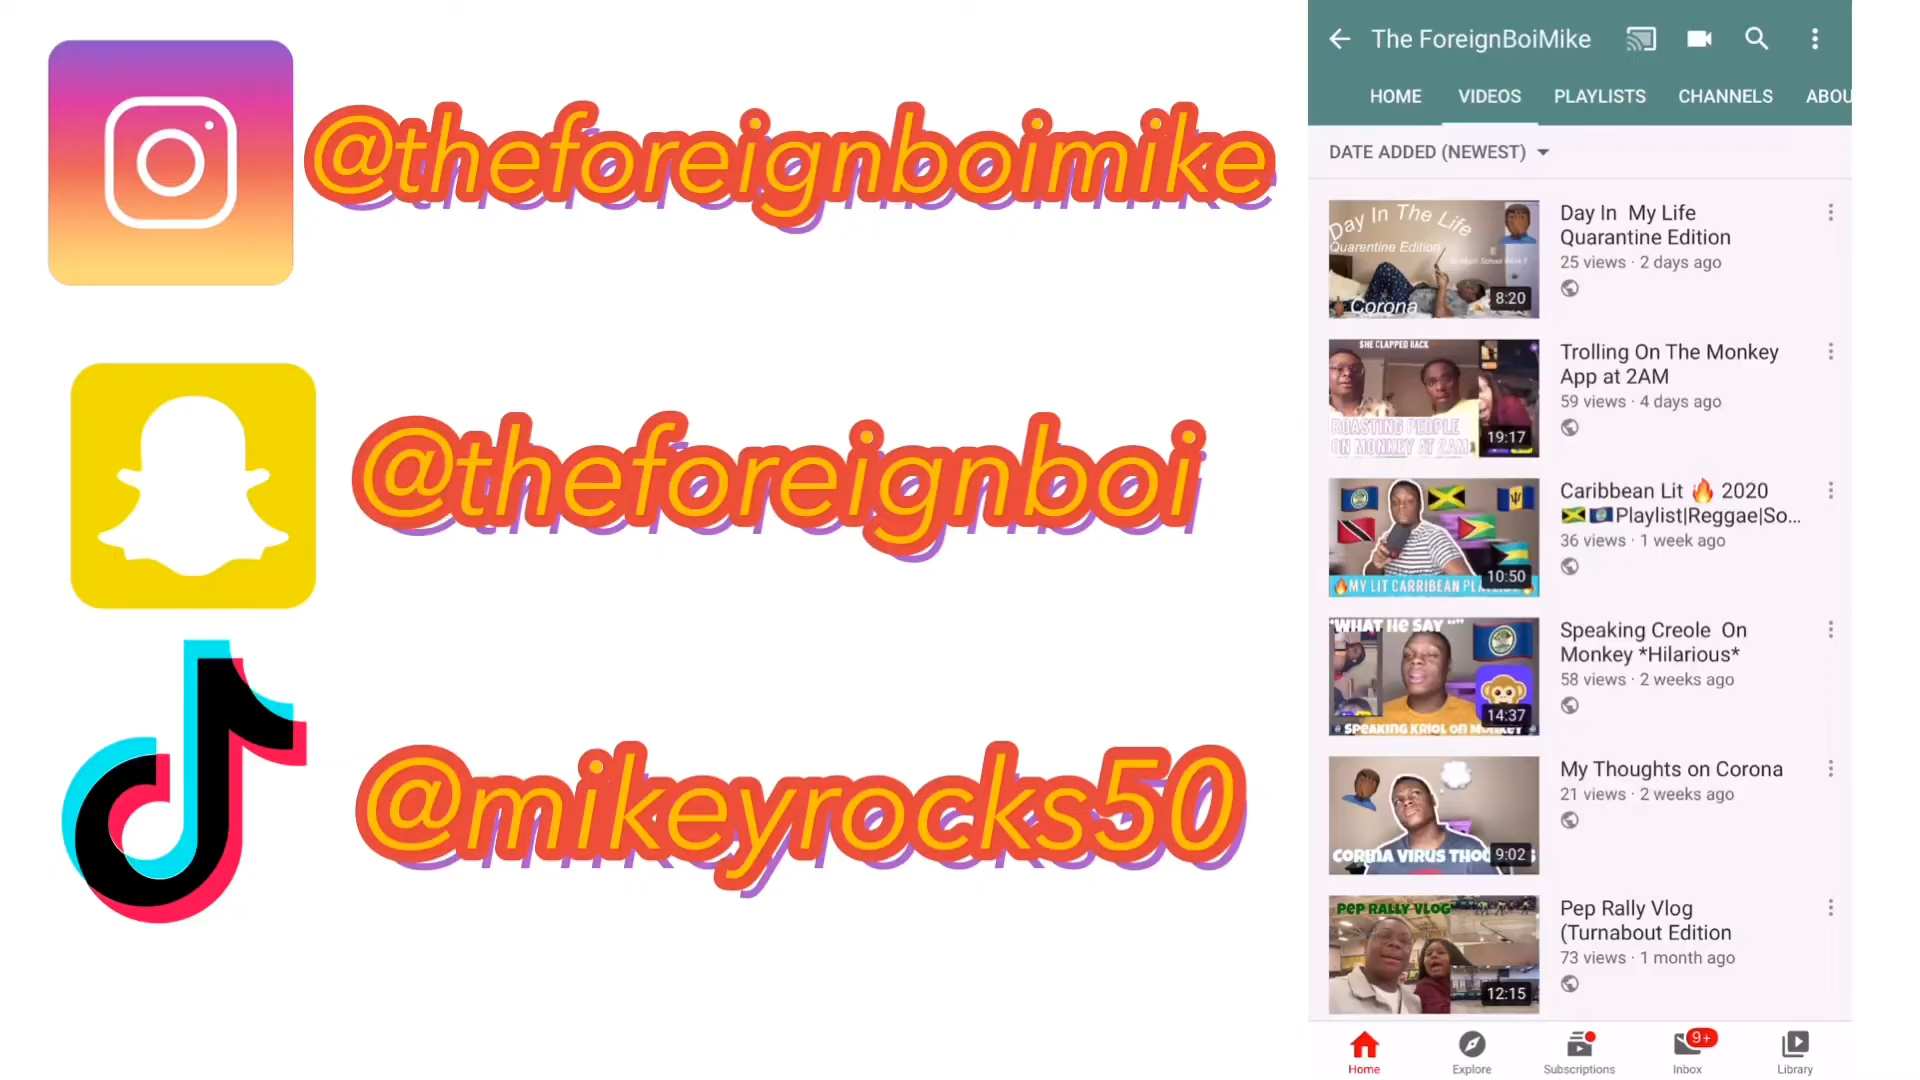 @theforeignboimike
@theforeignboi
@mikeyrocks50
The ForeignBoiMike
HOME VIDEOS PLAYLISTS CHANNELS ABOU
DATE ADDED (NEWEST)
Day In The Life
Quarentine Edition
Corona
8:20
Day In My Life
Quarantine Edition
25 views · 2 days ago
SHE CLAPPED BACK
ROASTING PEOPLE
ON MONKEY AT 2AM
19:17
Trolling On The Monkey
App at 2AM
59 views · 4 days ago
MY LIT CARRIBEAN
10:50
Caribbean Lit 🔥 2020
🇯🇲🇧🇿Playlist|Reggae|So...
36 views · 1 week ago
"WHAT HE SAY ""
14:37
SPEAKING KRIOL ON MONKEY
Speaking Creole On
Monkey *Hilarious*
58 views · 2 weeks ago
VIRUS
9:02
My Thoughts on Corona
21 views · 2 weeks ago
PEP RALLY VLOG
12:15
Pep Rally Vlog
(Turnabout Edition
73 views · 1 month ago
9+
Home Explore Subscriptions Inbox Library